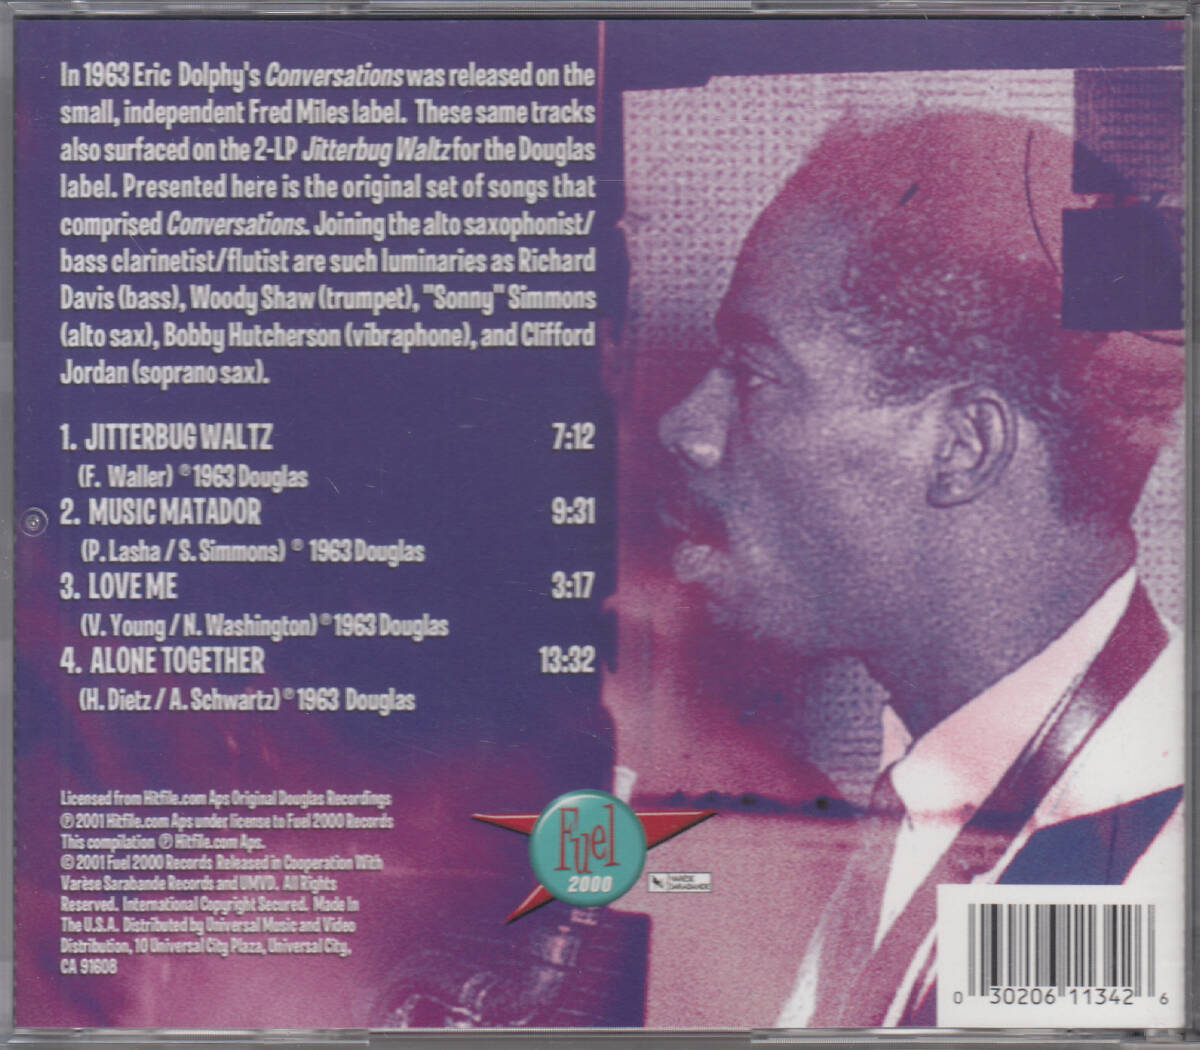 In 1963 Eric Dolphy's Conversations was released on the
small, independent Fred Miles label. These same tracks
also surfaced on the 2-LP Jitterbug Waltz for the Douglas
label. Presented here is the original set of songs that
comprised Conversations. Joining the alto saxophonist/
bass clarinetist/flutist are such luminaries as Richard
Davis (bass), Woody Shaw (trumpet), "Sonny" Simmons
(alto sax), Bobby Hutcherson (vibraphone), and Clifford
Jordan (soprano sax).
1. JITTERBUG WALTZ 7:12
(F. Waller) ℗ 1963 Douglas
2. MUSIC MATADOR 9:31
(P. Lasha / S. Simmons) ℗ 1963 Douglas
3. LOVE ME 3:17
(V. Young / N. Washington) ℗ 1963 Douglas
4. ALONE TOGETHER 13:32
(H. Dietz / A. Schwartz) ℗ 1963 Douglas
Licensed from Hitfile.com Aps Original Douglas Recordings
℗ 2001 Hitfile.com Aps under license to Fuel 2000 Records
This compilation ℗ Hitfile.com Aps.
© 2001 Fuel 2000 Records Released in Cooperation With
Varèse Sarabande Records and UMVD. All Rights
Reserved. International Copyright Secured. Made In
The U.S.A. Distributed by Universal Music and Video
Distribution, 10 Universal City Plaza, Universal City,
CA 91608
Fuel
2000
VARÈSE
SARABANDE
0 30206 11342 6